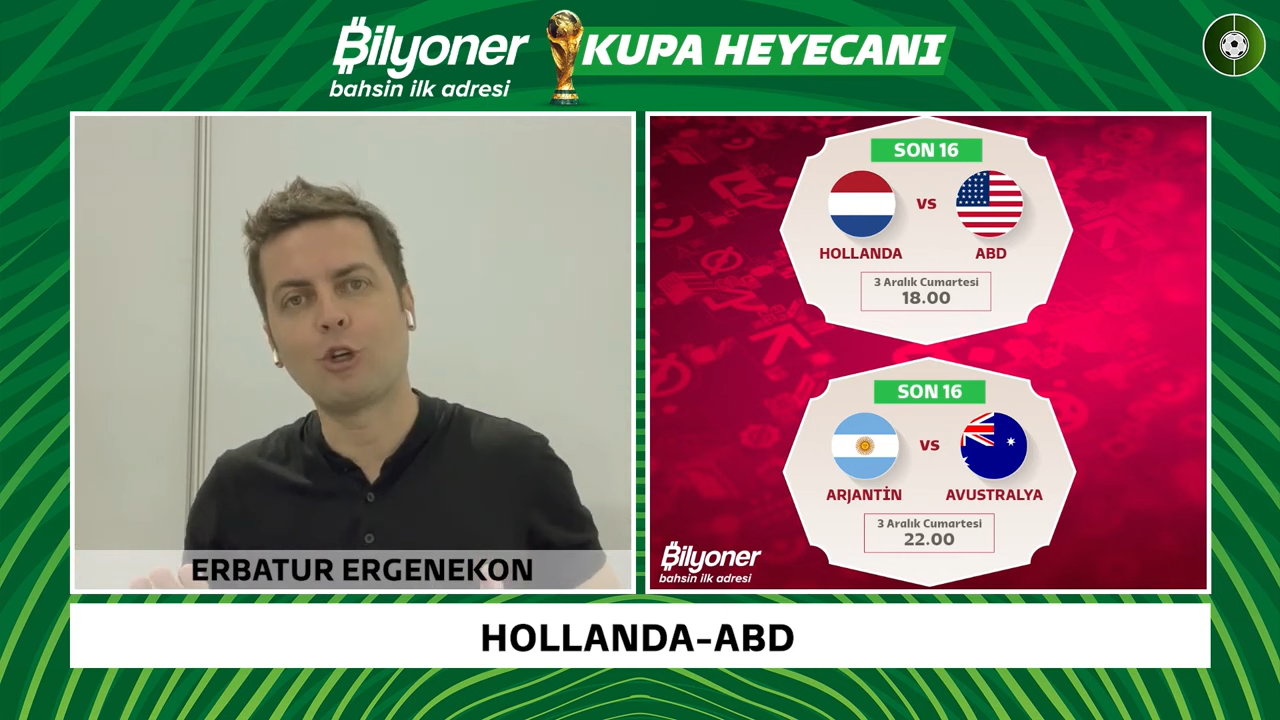 Bilyoner
bahsin ilk adresi
KUPA HEYECANI
ERBATUR ERGENEKON
SON 16
vs
HOLLANDA
ABD
3 Aralık Cumartesi
18.00
SON 16
vs
ARJANTİN
AVUSTRALYA
3 Aralık Cumartesi
22.00
Bilyoner
bahsin ilk adresi
HOLLANDA-ABD